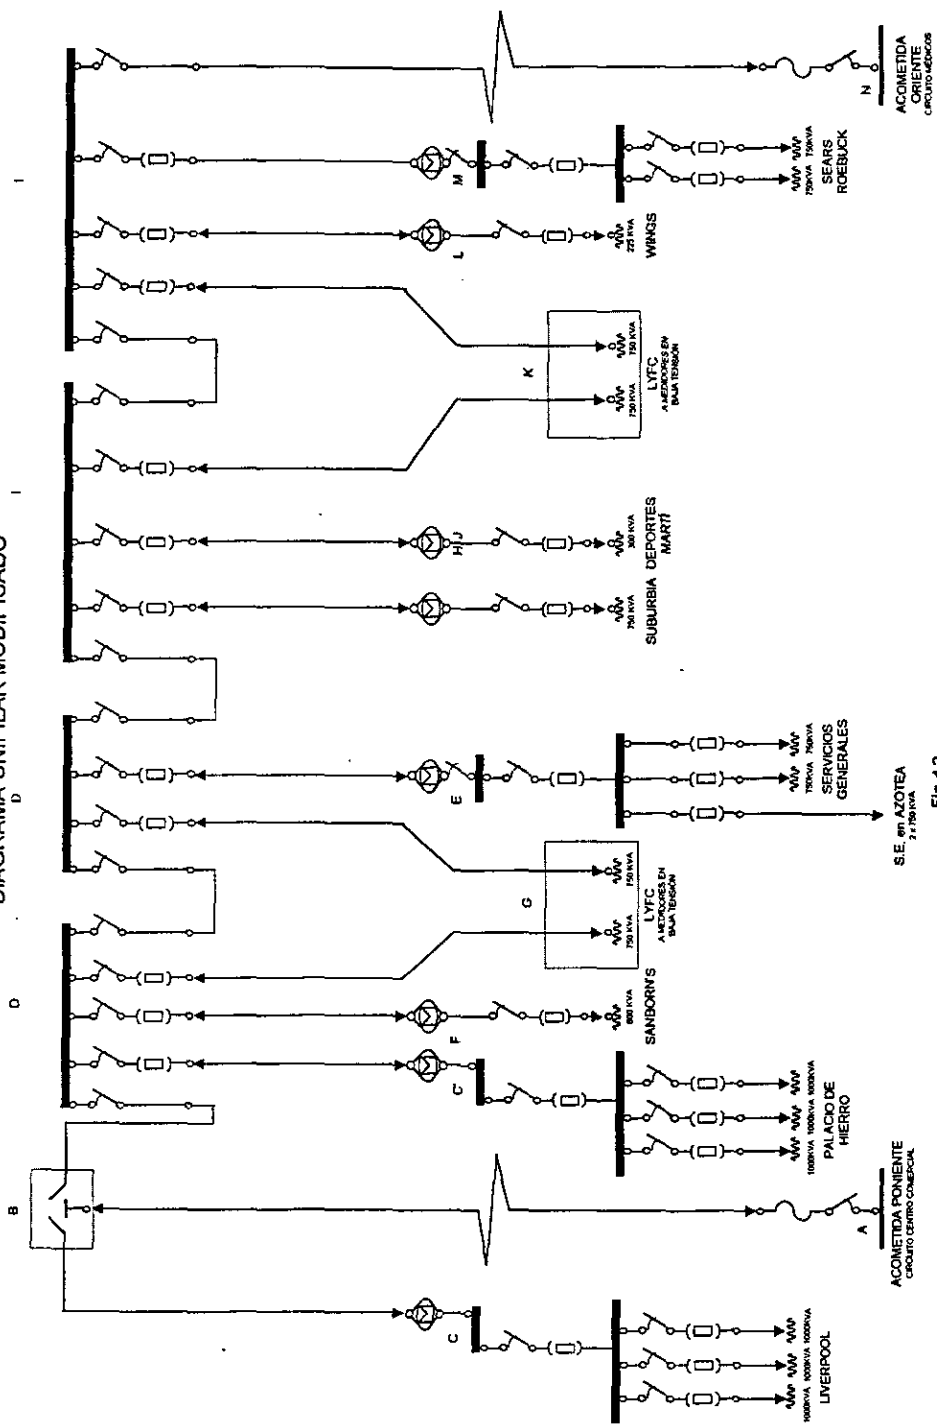 DIAGRAMA UNIFILAR MODIFICADO
B
D
D
I
I
C
LIVERPOOL
1000KVA 1000KVA 1000KVA
A
ACOMETIDA PONIENTE
CIRCUITO CENTRO COMERCIAL
C'
1000KVA 1000KVA 1000KVA
PALACIO DE
HIERRO
F
600 KVA
SANBORN'S
G
750 KVA
750 KVA
LYFC
A MEDIDORES EN
BAJA TENSIÓN
E
750KVA 750KVA
SERVICIOS
GENERALES
S.E. en AZOTEA
2 x 750 KVA
750 KVA
SUBURBIA
H/J
300 KVA
DEPORTES
MARTÍ
K
750 KVA
750 KVA
LYFC
A MEDIDORES EN
BAJA TENSIÓN
L
225 KVA
WINGS
M
750KVA 750KVA
SEARS
ROEBUCK
N
ACOMETIDA
ORIENTE
CIRCUITO MÉDICOS